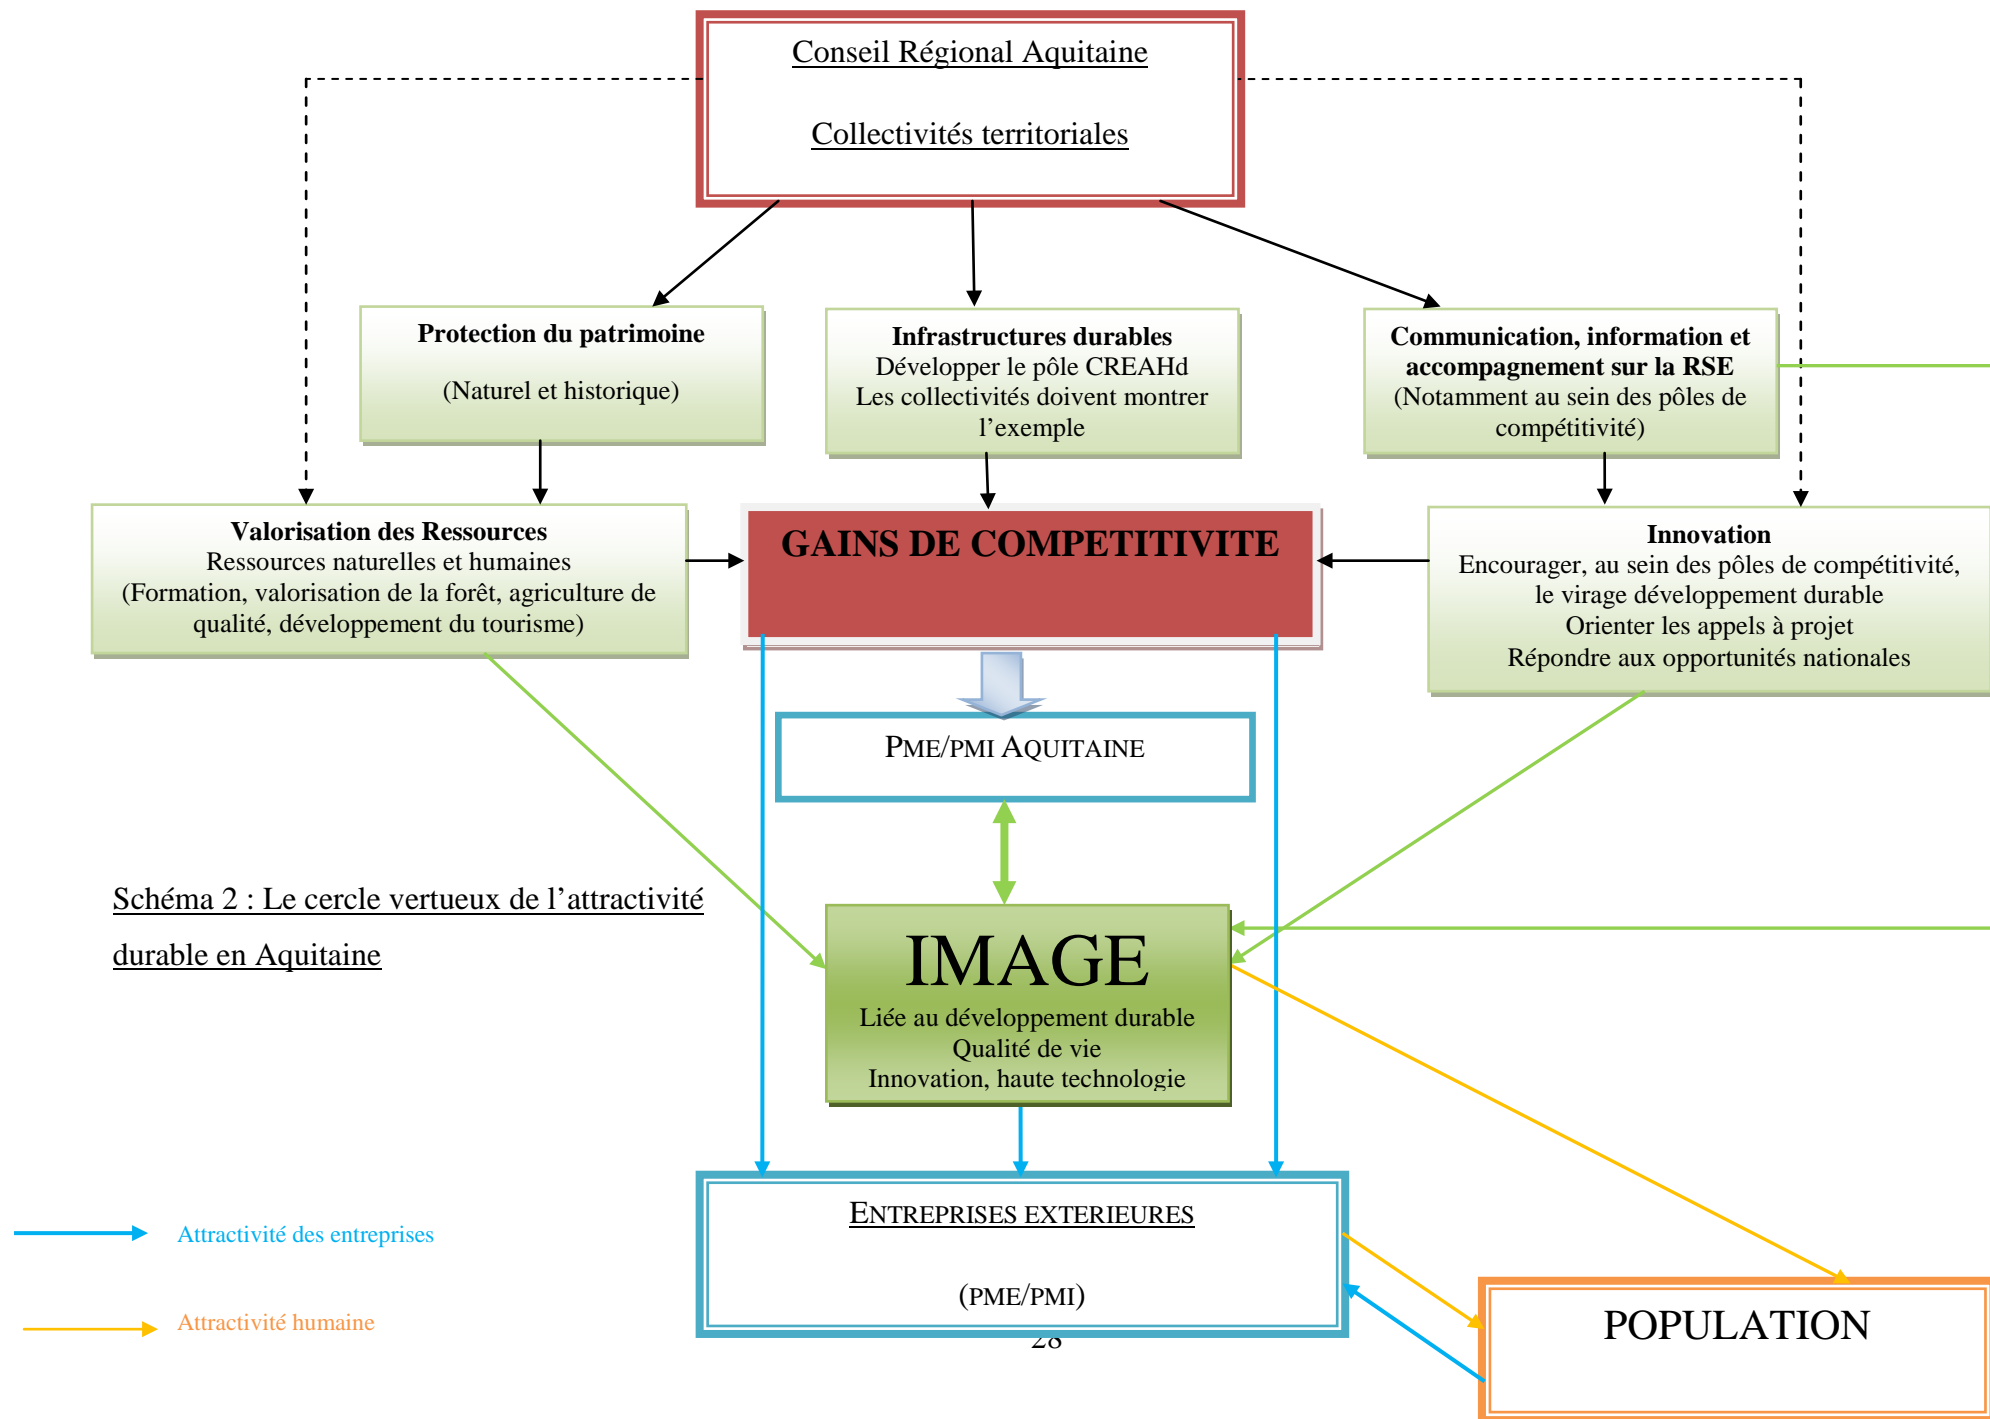 Conseil Régional Aquitaine
Collectivités territoriales
Protection du patrimoine
(Naturel et historique)
Infrastructures durables
Développer le pôle CREAHd
Les collectivités doivent montrer
l’exemple
Communication, information et
accompagnement sur la RSE
(Notamment au sein des pôles de
compétitivité)
Valorisation des Ressources
Ressources naturelles et humaines
(Formation, valorisation de la forêt, agriculture de
qualité, développement du tourisme)
GAINS DE COMPETITIVITE
Innovation
Encourager, au sein des pôles de compétitivité,
le virage développement durable
Orienter les appels à projet
Répondre aux opportunités nationales
PME/PMI AQUITAINE
Schéma 2 : Le cercle vertueux de l’attractivité
durable en Aquitaine
IMAGE
Liée au développement durable
Qualité de vie
Innovation, haute technologie
ENTREPRISES EXTERIEURES
(PME/PMI)
Attractivité des entreprises
Attractivité humaine
POPULATION
28